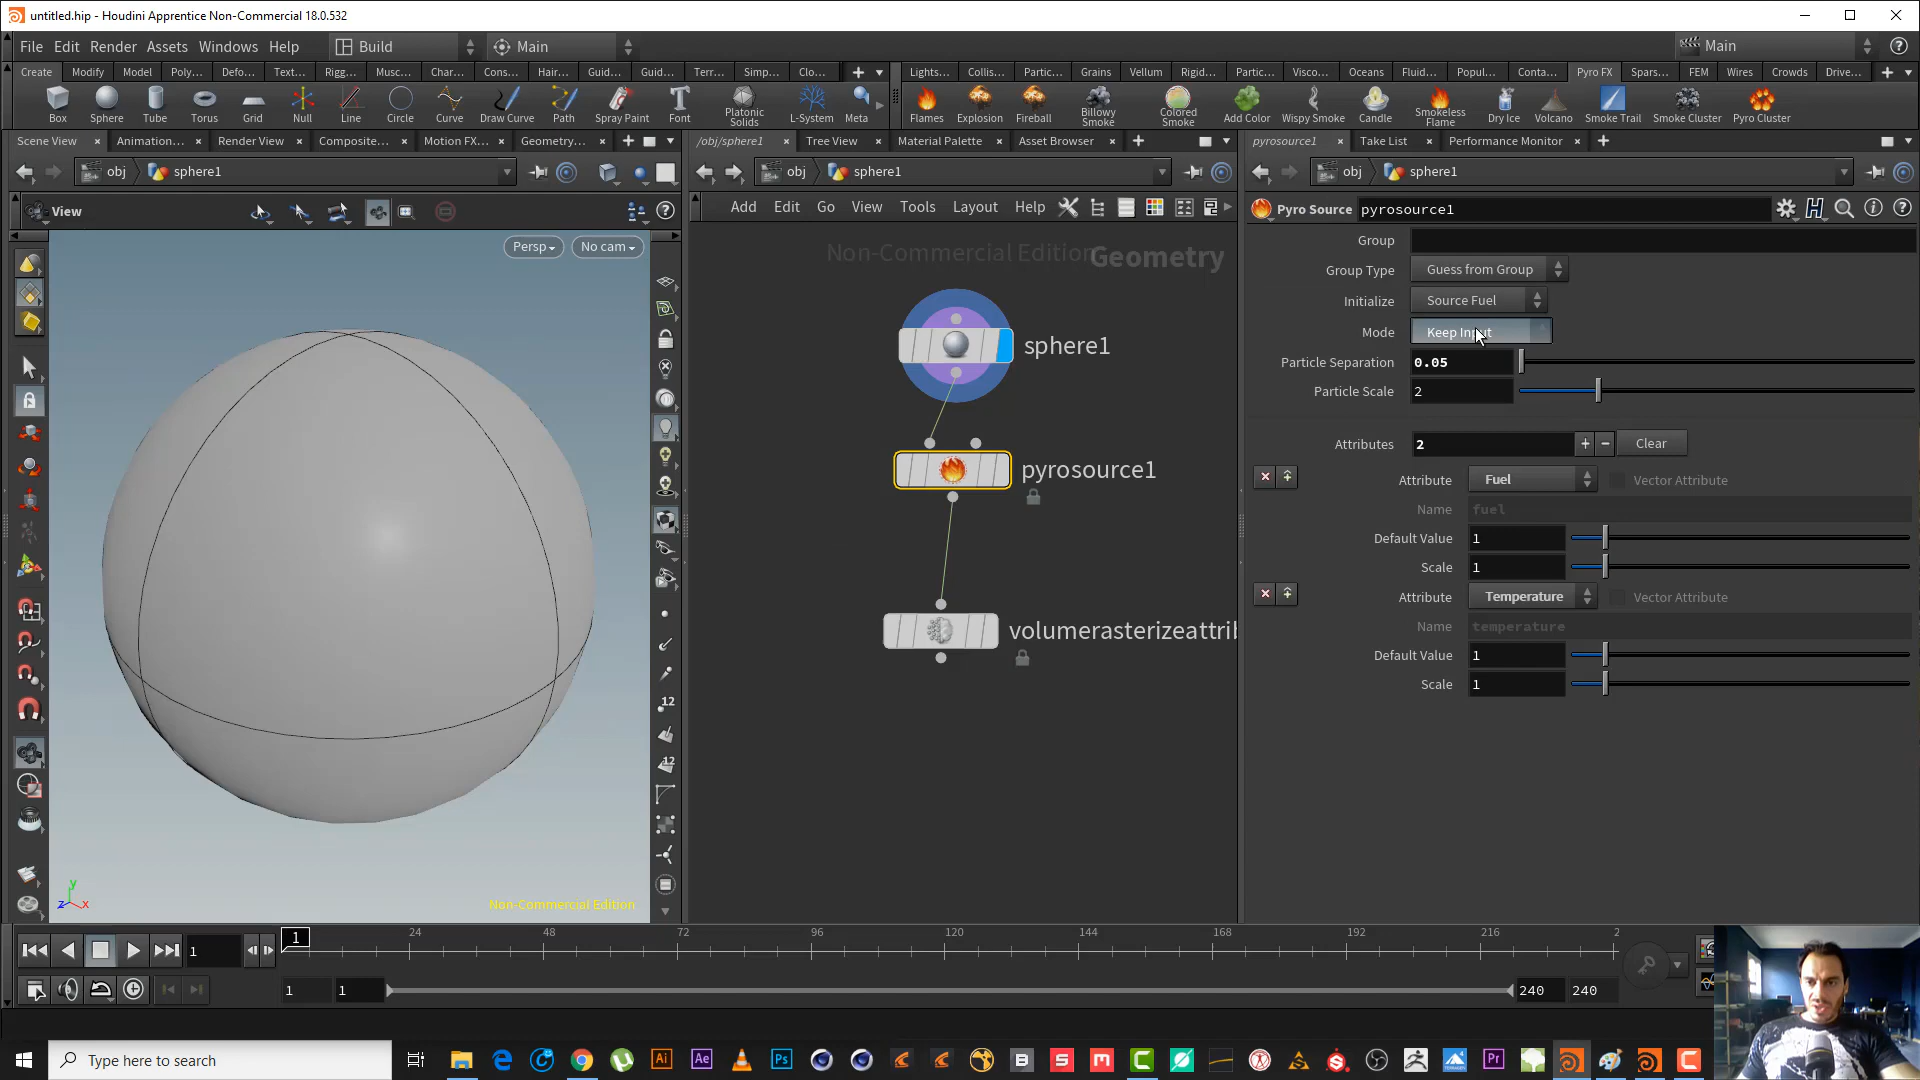 untitled.hip - Houdini Apprentice Non-Commercial 18.0.532
File Edit Render Assets Windows Help Build Main Main
Create Modify Model Poly... Defo... Text... Rigg... Musc... Char... Cons... Hair... Guid... Guid... Terr... Simp... Clo... Lights... Collis... Partic... Grains Vellum Rigid... Partic... Visco... Oceans Fluid... Popul... Conta... Pyro FX Spars... FEM Wires Crowds Drive...
Box Sphere Tube Torus Grid Null Line Circle Curve Draw Curve Path Spray Paint Font Platonic Solids L-System Meta Flames Explosion Fireball Billowy Smoke Colored Smoke Add Color Wispy Smoke Candle Smokeless Flame Dry Ice Volcano Smoke Trail Smoke Cluster Pyro Cluster
Scene View Animation... Render View Composite... Motion FX... Geometry... /obj/sphere1 Tree View Material Palette Asset Browser pyrosource1 Take List Performance Monitor
obj sphere1 obj sphere1 obj sphere1
View Add Edit Go View Tools Layout Help Pyro Source pyrosource1
Persp No cam
Non-Commercial Edition Geometry
Group
Group Type Guess from Group
Initialize Source Fuel
Mode Keep Input
Particle Separation 0.05
Particle Scale 2
Attributes 2 Clear
Attribute Fuel Vector Attribute
Name fuel
Default Value 1
Scale 1
Attribute Temperature Vector Attribute
Name temperature
Default Value 1
Scale 1
sphere1
pyrosource1
volumerasterizeattrib
12
12
y
z x
Non-Commercial Edition
1 1 24 48 72 96 120 144 168 192 216 2
1 1 240 240
Type here to search